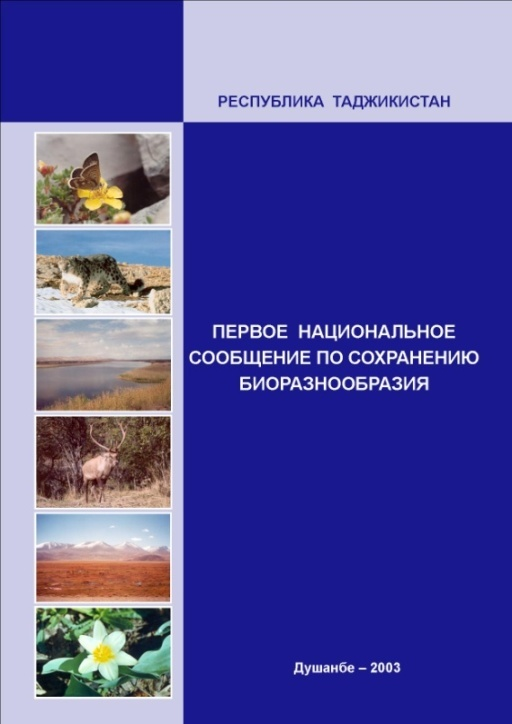 РЕСПУБЛИКА ТАДЖИКИСТАН
ПЕРВОЕ НАЦИОНАЛЬНОЕ
СООБЩЕНИЕ ПО СОХРАНЕНИЮ
БИОРАЗНООБРАЗИЯ
Душанбе – 2003